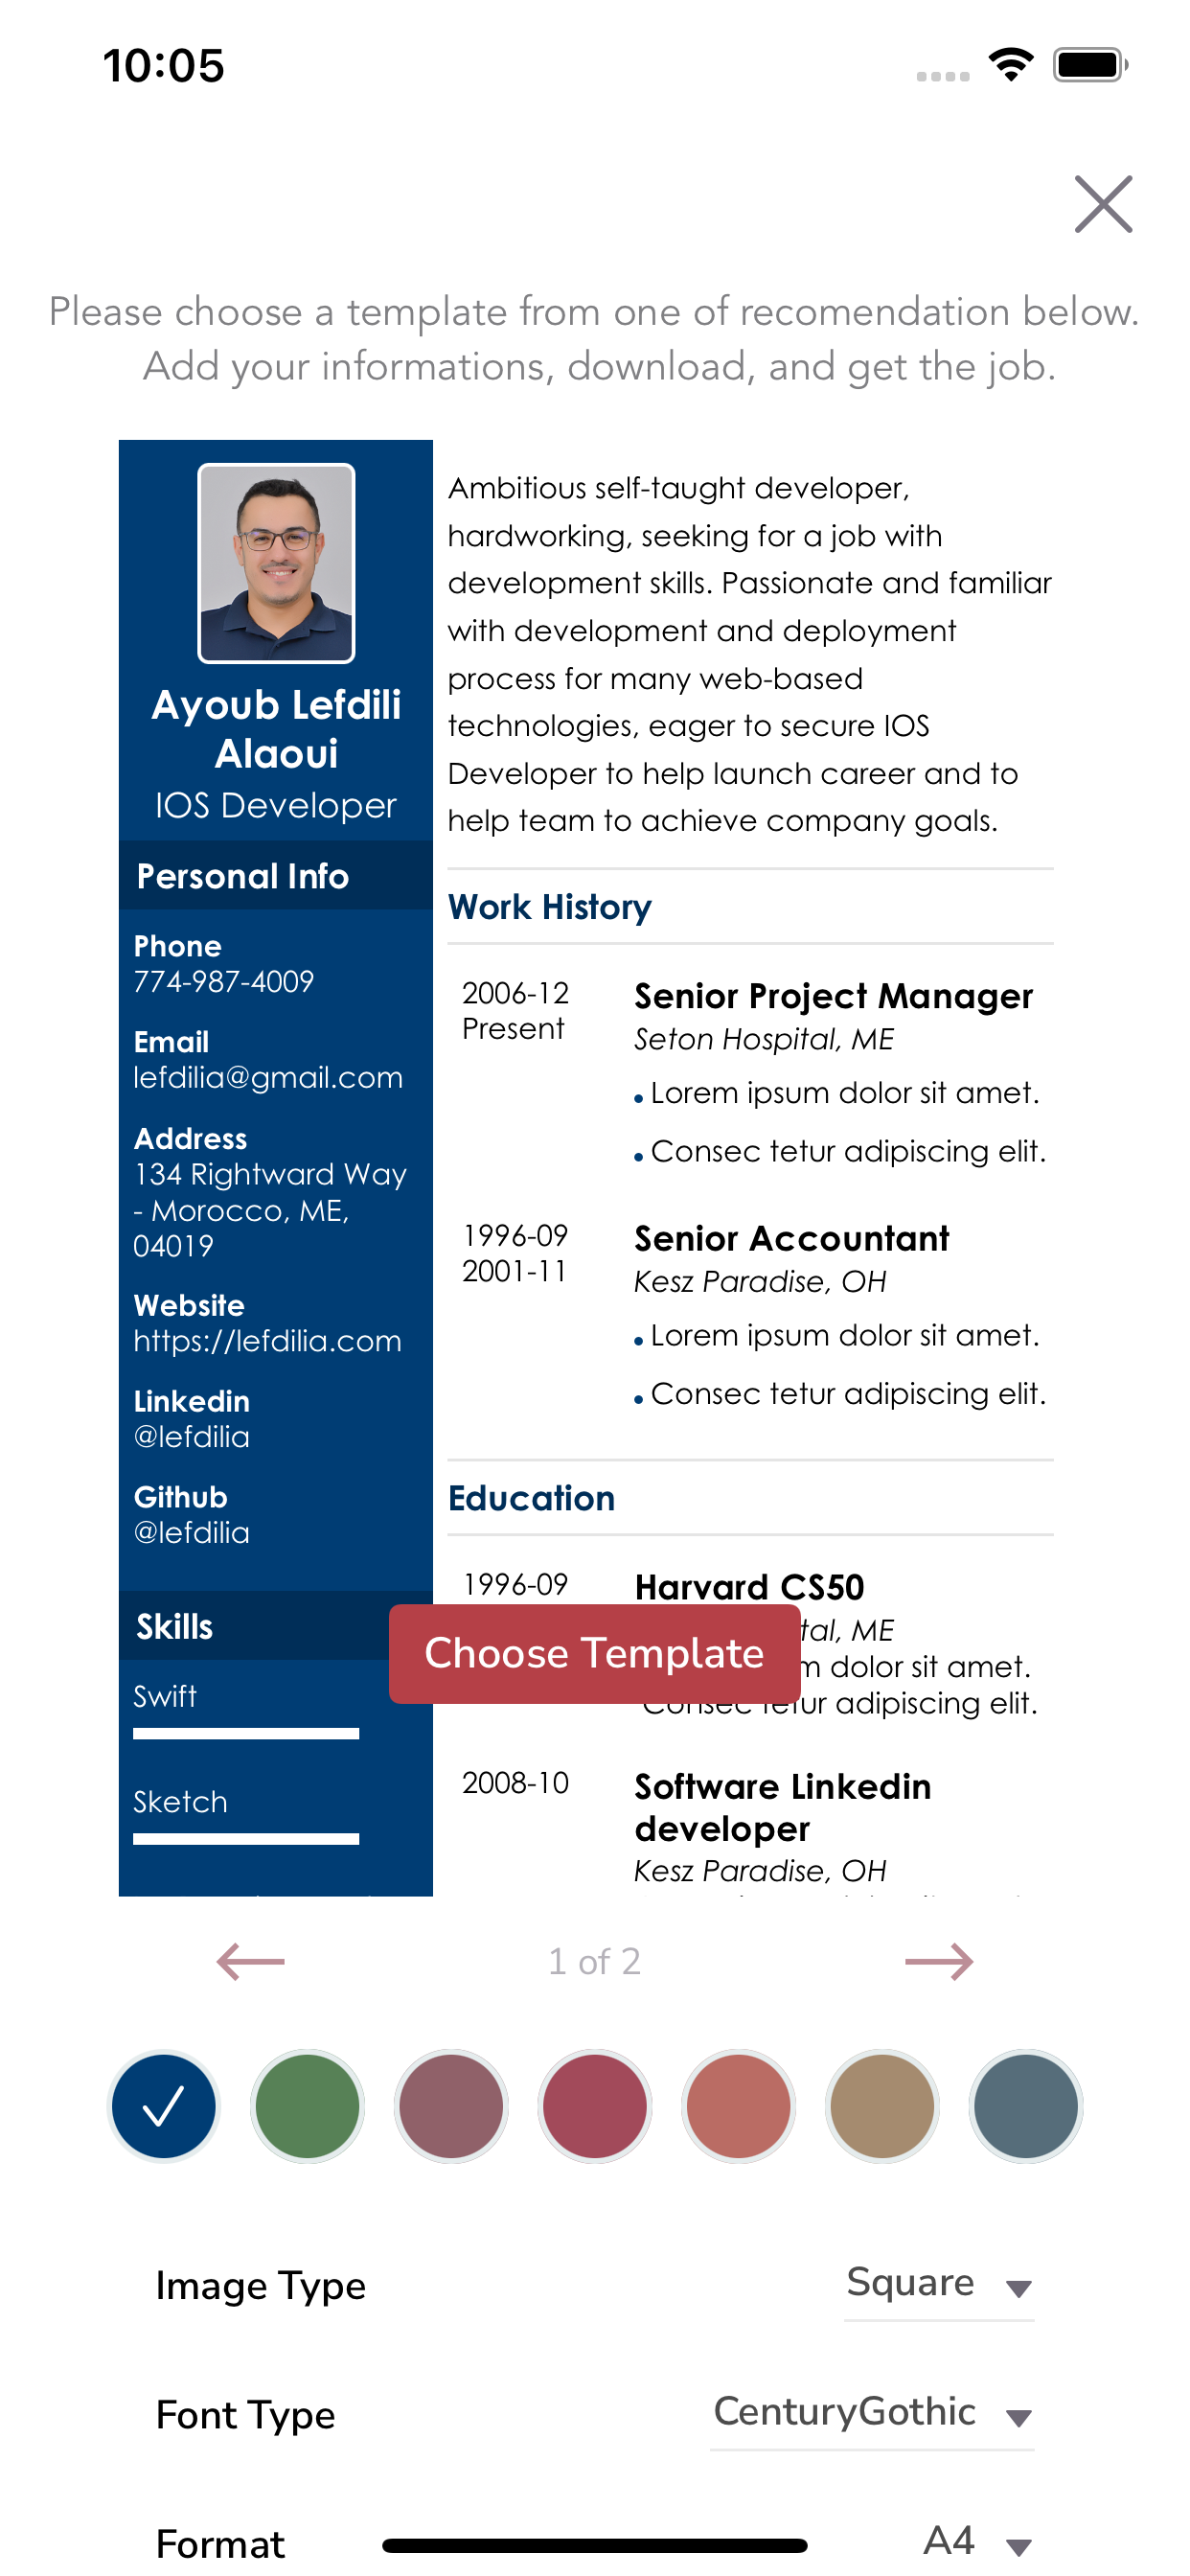 10:05
Please choose a template from one of recomendation below.
Add your informations, download, and get the job.
Ayoub Lefdili
Alaoui
IOS Developer
Personal Info
Phone
774-987-4009
Email
lefdilia@gmail.com
Address
134 Rightward Way
- Morocco, ME,
04019
Website
https://lefdilia.com
Linkedin
@lefdilia
Github
@lefdilia
Skills
Swift
Sketch
Ambitious self-taught developer,
hardworking, seeking for a job with
development skills. Passionate and familiar
with development and deployment
process for many web-based
technologies, eager to secure IOS
Developer to help launch career and to
help team to achieve company goals.
Work History
2006-12
Present
Senior Project Manager
Seton Hospital, ME
• Lorem ipsum dolor sit amet.
• Consec tetur adipiscing elit.
1996-09
2001-11
Senior Accountant
Kesz Paradise, OH
• Lorem ipsum dolor sit amet.
• Consec tetur adipiscing elit.
Education
1996-09
Harvard CS50
tal, ME
m dolor sit amet.
Consec tetur adipiscing elit.
Choose Template
2008-10
Software Linkedin
developer
Kesz Paradise, OH
1 of 2
Image Type Square
Font Type CenturyGothic
Format A4